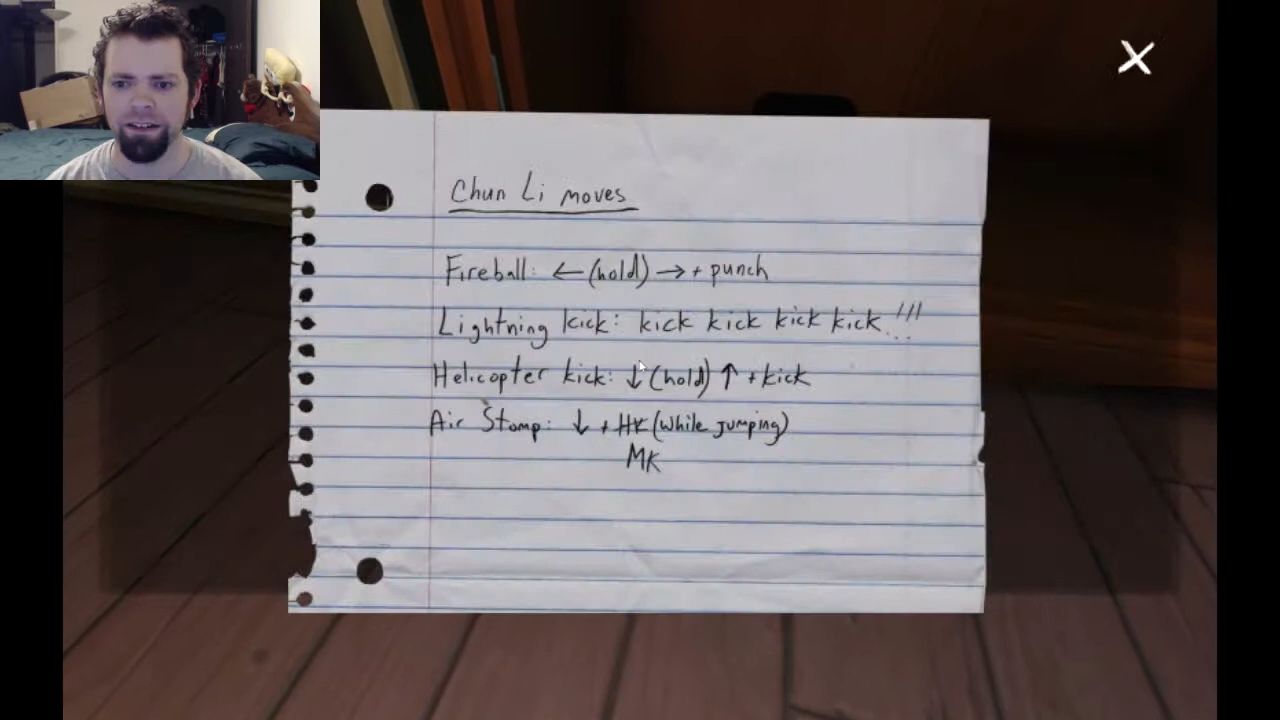 Chun Li moves
Fireball: ← (hold) → + punch
Lightning kick: kick kick kick kick!!!
Helicopter kick: ↓ (hold) ↑ + kick
Air Stomp: ↓ + HK (while jumping)
MK